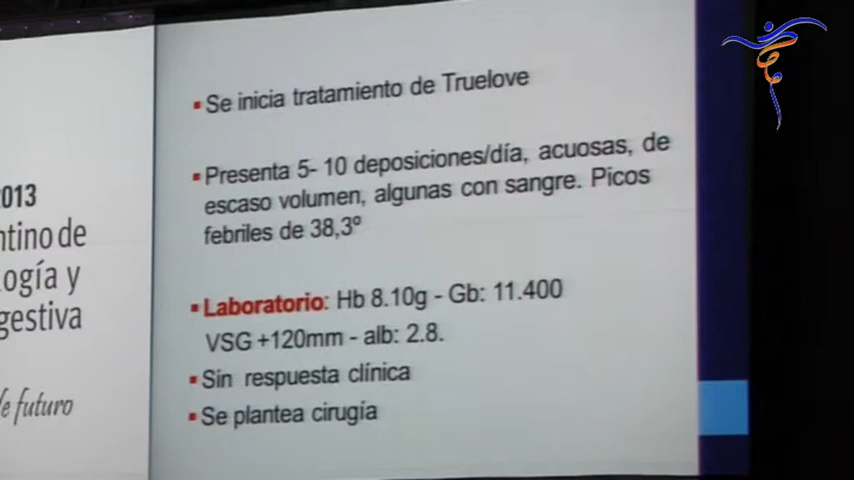 2013
ntino de
ogía y
gestiva
de futuro
▪ Se inicia tratamiento de Truelove
▪ Presenta 5- 10 deposiciones/día, acuosas, de
escaso volumen, algunas con sangre. Picos
febriles de 38,3º
▪ Laboratorio: Hb 8.10g - Gb: 11.400
VSG +120mm - alb: 2.8.
▪ Sin respuesta clínica
▪ Se plantea cirugía